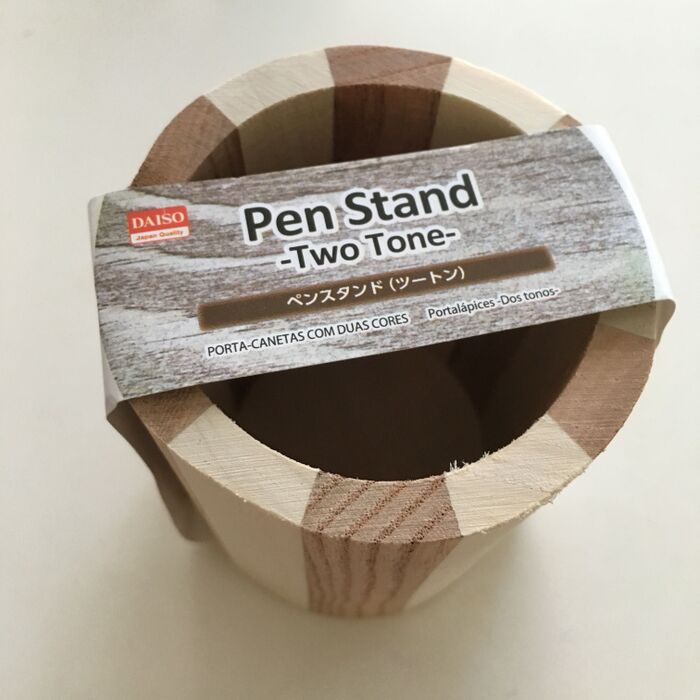 DAISO
Japan Quality
Pen Stand
-Two Tone-
ペンスタンド(ツートン)
PORTA-CANETAS COM DUAS CORES Portalápices -Dos tonos-